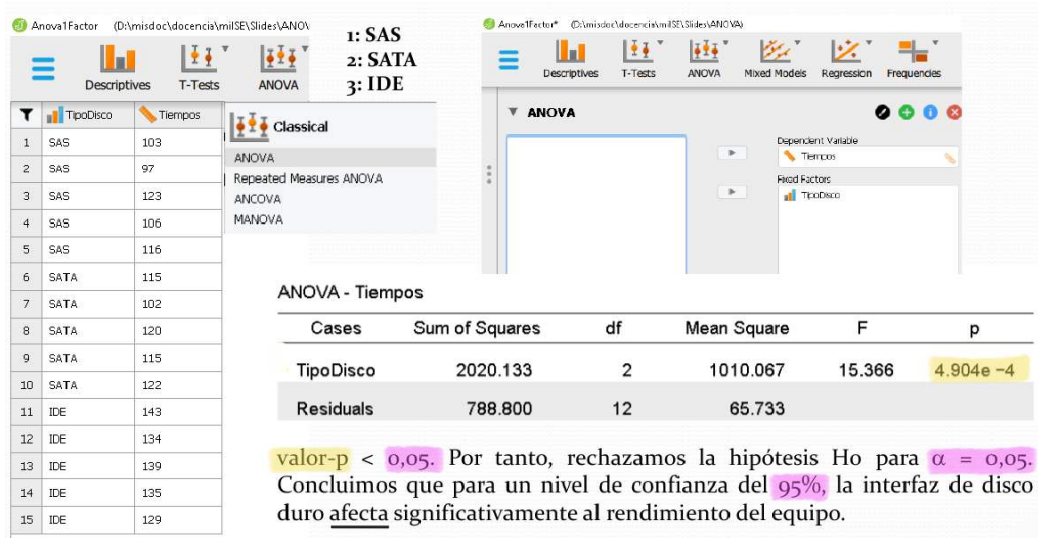 Anova1Factor (D:\misdoc\docencia\milSE\Slides\ANOV
Descriptives T-Tests ANOVA
1: SAS
2: SATA
3: IDE
TipoDisco Tiempos
1 SAS 103
2 SAS 97
3 SAS 123
4 SAS 106
5 SAS 116
6 SATA 115
7 SATA 102
8 SATA 120
9 SATA 115
10 SATA 122
11 IDE 143
12 IDE 134
13 IDE 139
14 IDE 135
15 IDE 129
Classical
ANOVA
Repeated Measures ANOVA
ANCOVA
MANOVA
Anova1Factor* (D:\misdoc\docencia\milSE\Slides\ANOVA)
Descriptives T-Tests ANOVA Mixed Models Regression Frequencies
ANOVA
Dependent Variable
Tiempos
Fixed Factors
TipoDisco
ANOVA - Tiempos
Cases Sum of Squares df Mean Square F p
TipoDisco 2020.133 2 1010.067 15.366 4.904e −4
Residuals 788.800 12 65.733
valor-p < 0,05. Por tanto, rechazamos la hipótesis Ho para α = 0,05.
Concluimos que para un nivel de confianza del 95%, la interfaz de disco
duro afecta significativamente al rendimiento del equipo.